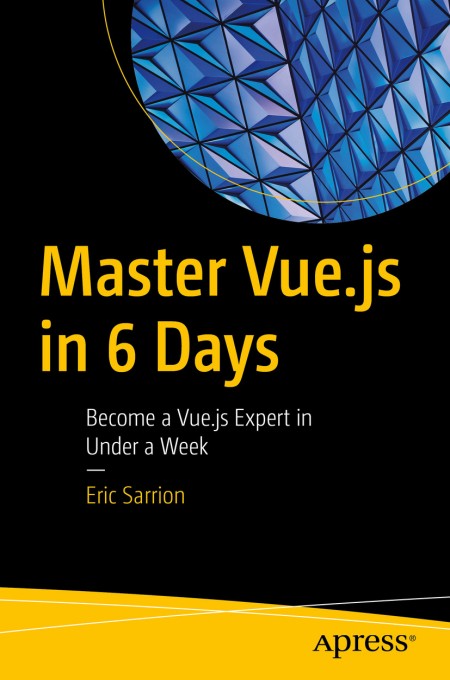 Master Vue.js
in 6 Days
Become a Vue.js Expert in
Under a Week
—
Eric Sarrion
Apress®